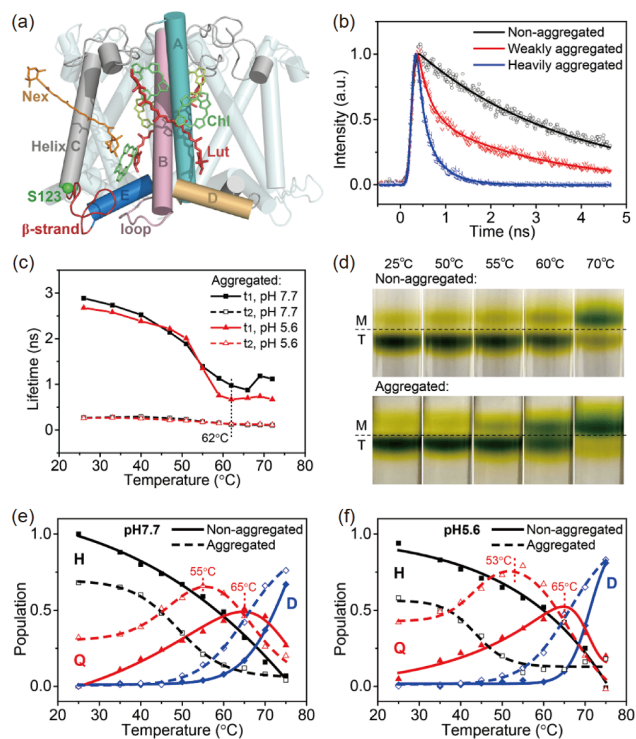 (a)
A
Nex
Chl
Helix C
B
Lut
S123
E
D
β-strand
loop
(b)
Intensity (a.u.)
1.0
0.5
0.0
Non-aggregated
Weakly aggregated
Heavily aggregated
0 1 2 3 4 5
Time (ns)
(c)
Lifetime (ns)
3
2
1
0
Aggregated:
t1, pH 7.7
t2, pH 7.7
t1, pH 5.6
t2, pH 5.6
62°C
20 30 40 50 60 70 80
Temperature (°C)
(d)
25°C 50°C 55°C 60°C 70°C
Non-aggregated:
M
T
Aggregated:
M
T
(e)
pH7.7
Non-aggregated
Aggregated
Population
1.0
0.5
0.0
H
Q
D
55°C
65°C
20 30 40 50 60 70 80
Temperature (°C)
(f)
pH5.6
Non-aggregated
Aggregated
Population
1.0
0.5
0.0
H
Q
D
53°C
65°C
20 30 40 50 60 70 80
Temperature (°C)